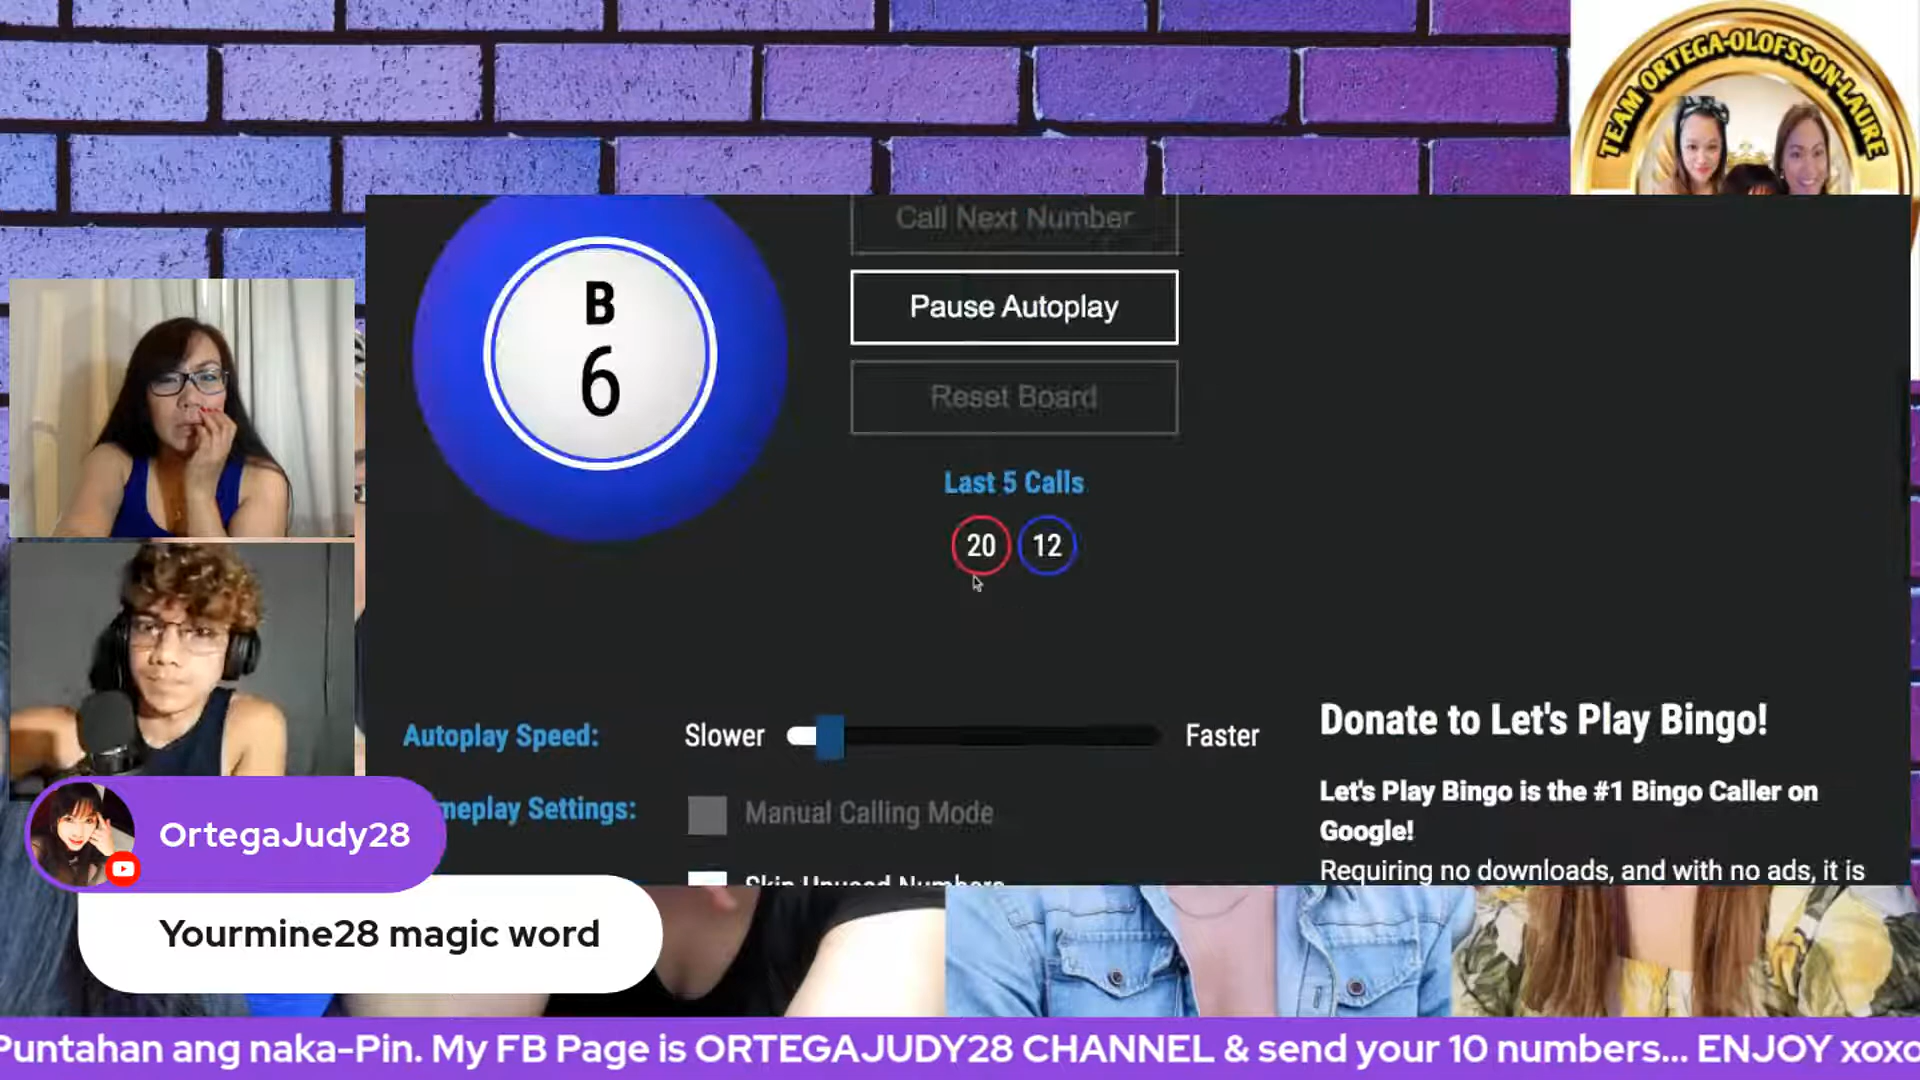 TEAM ORTEGA-OLOFSSON-LAURE
Call Next Number
B
6
Pause Autoplay
Reset Board
Last 5 Calls
20 12
Autoplay Speed: Slower Faster
Donate to Let's Play Bingo!
meplay Settings: Manual Calling Mode
Let's Play Bingo is the #1 Bingo Caller on
Google!
Skip Unused Numbers
Requiring no downloads, and with no ads, it is
OrtegaJudy28
Yourmine28 magic word
Puntahan ang naka-Pin. My FB Page is ORTEGAJUDY28 CHANNEL & send your 10 numbers... ENJOY xoxo